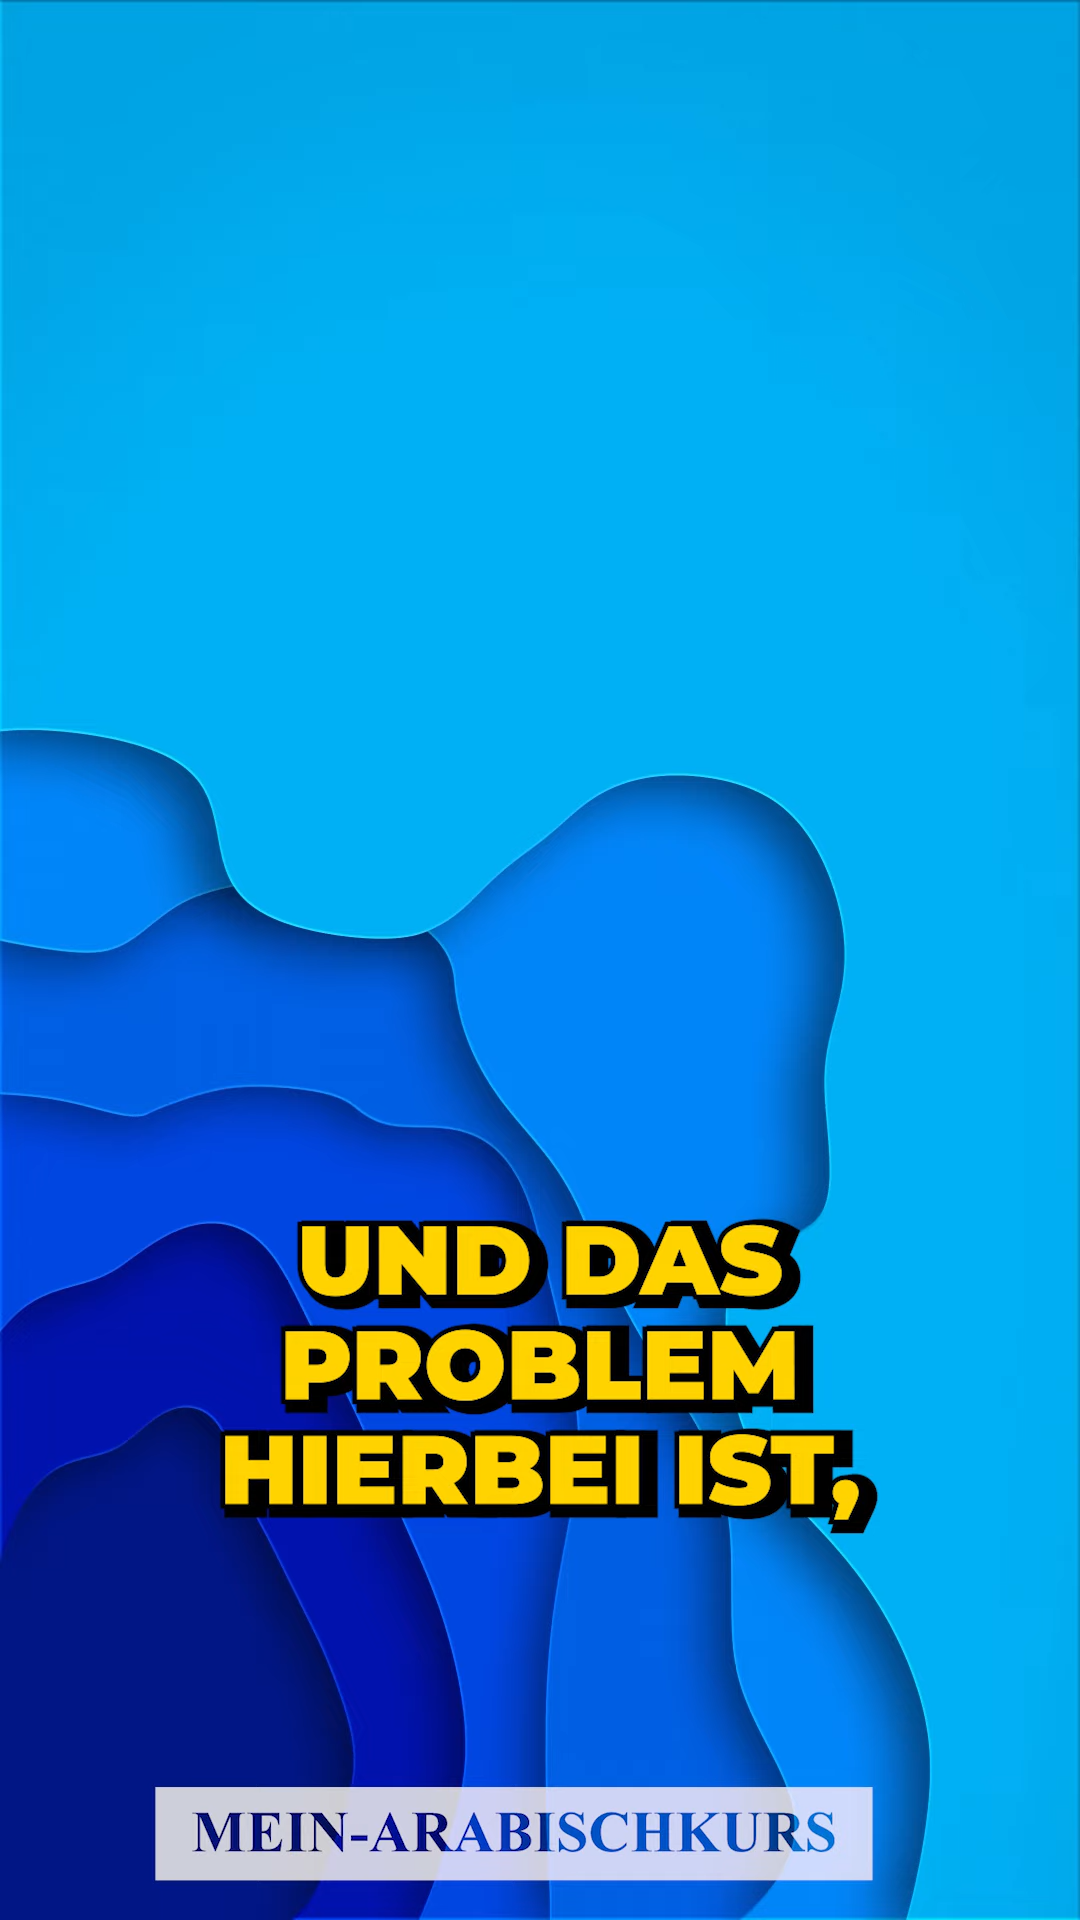 UND DAS
PROBLEM
HIERBEI IST,
MEIN-ARABISCHKURS